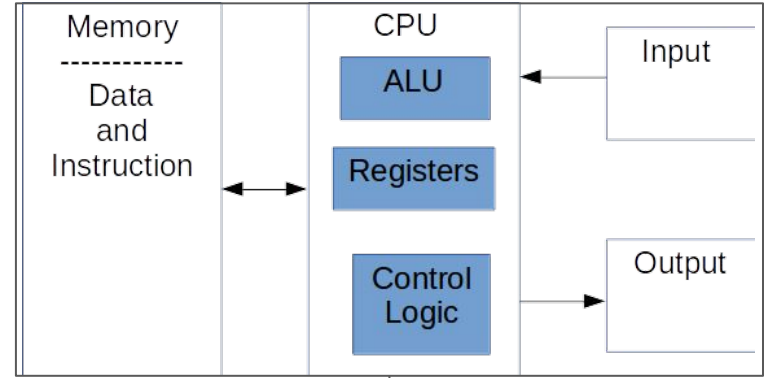 Memory
------------
Data
and
Instruction
CPU
ALU
Registers
Control
Logic
Input
Output